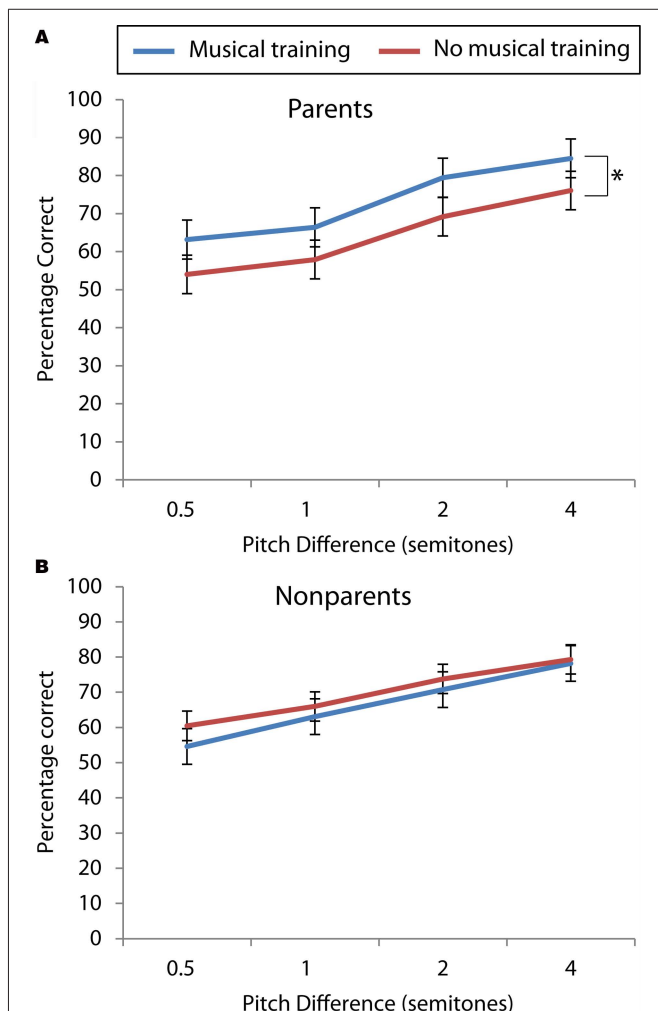 A
Musical training No musical training
Parents
100
90
80
70
60
50
40
30
20
10
0
*
Percentage Correct
0.5 1 2 4
Pitch Difference (semitones)
B
Nonparents
100
90
80
70
60
50
40
30
20
10
0
Percentage correct
0.5 1 2 4
Pitch Difference (semitones)